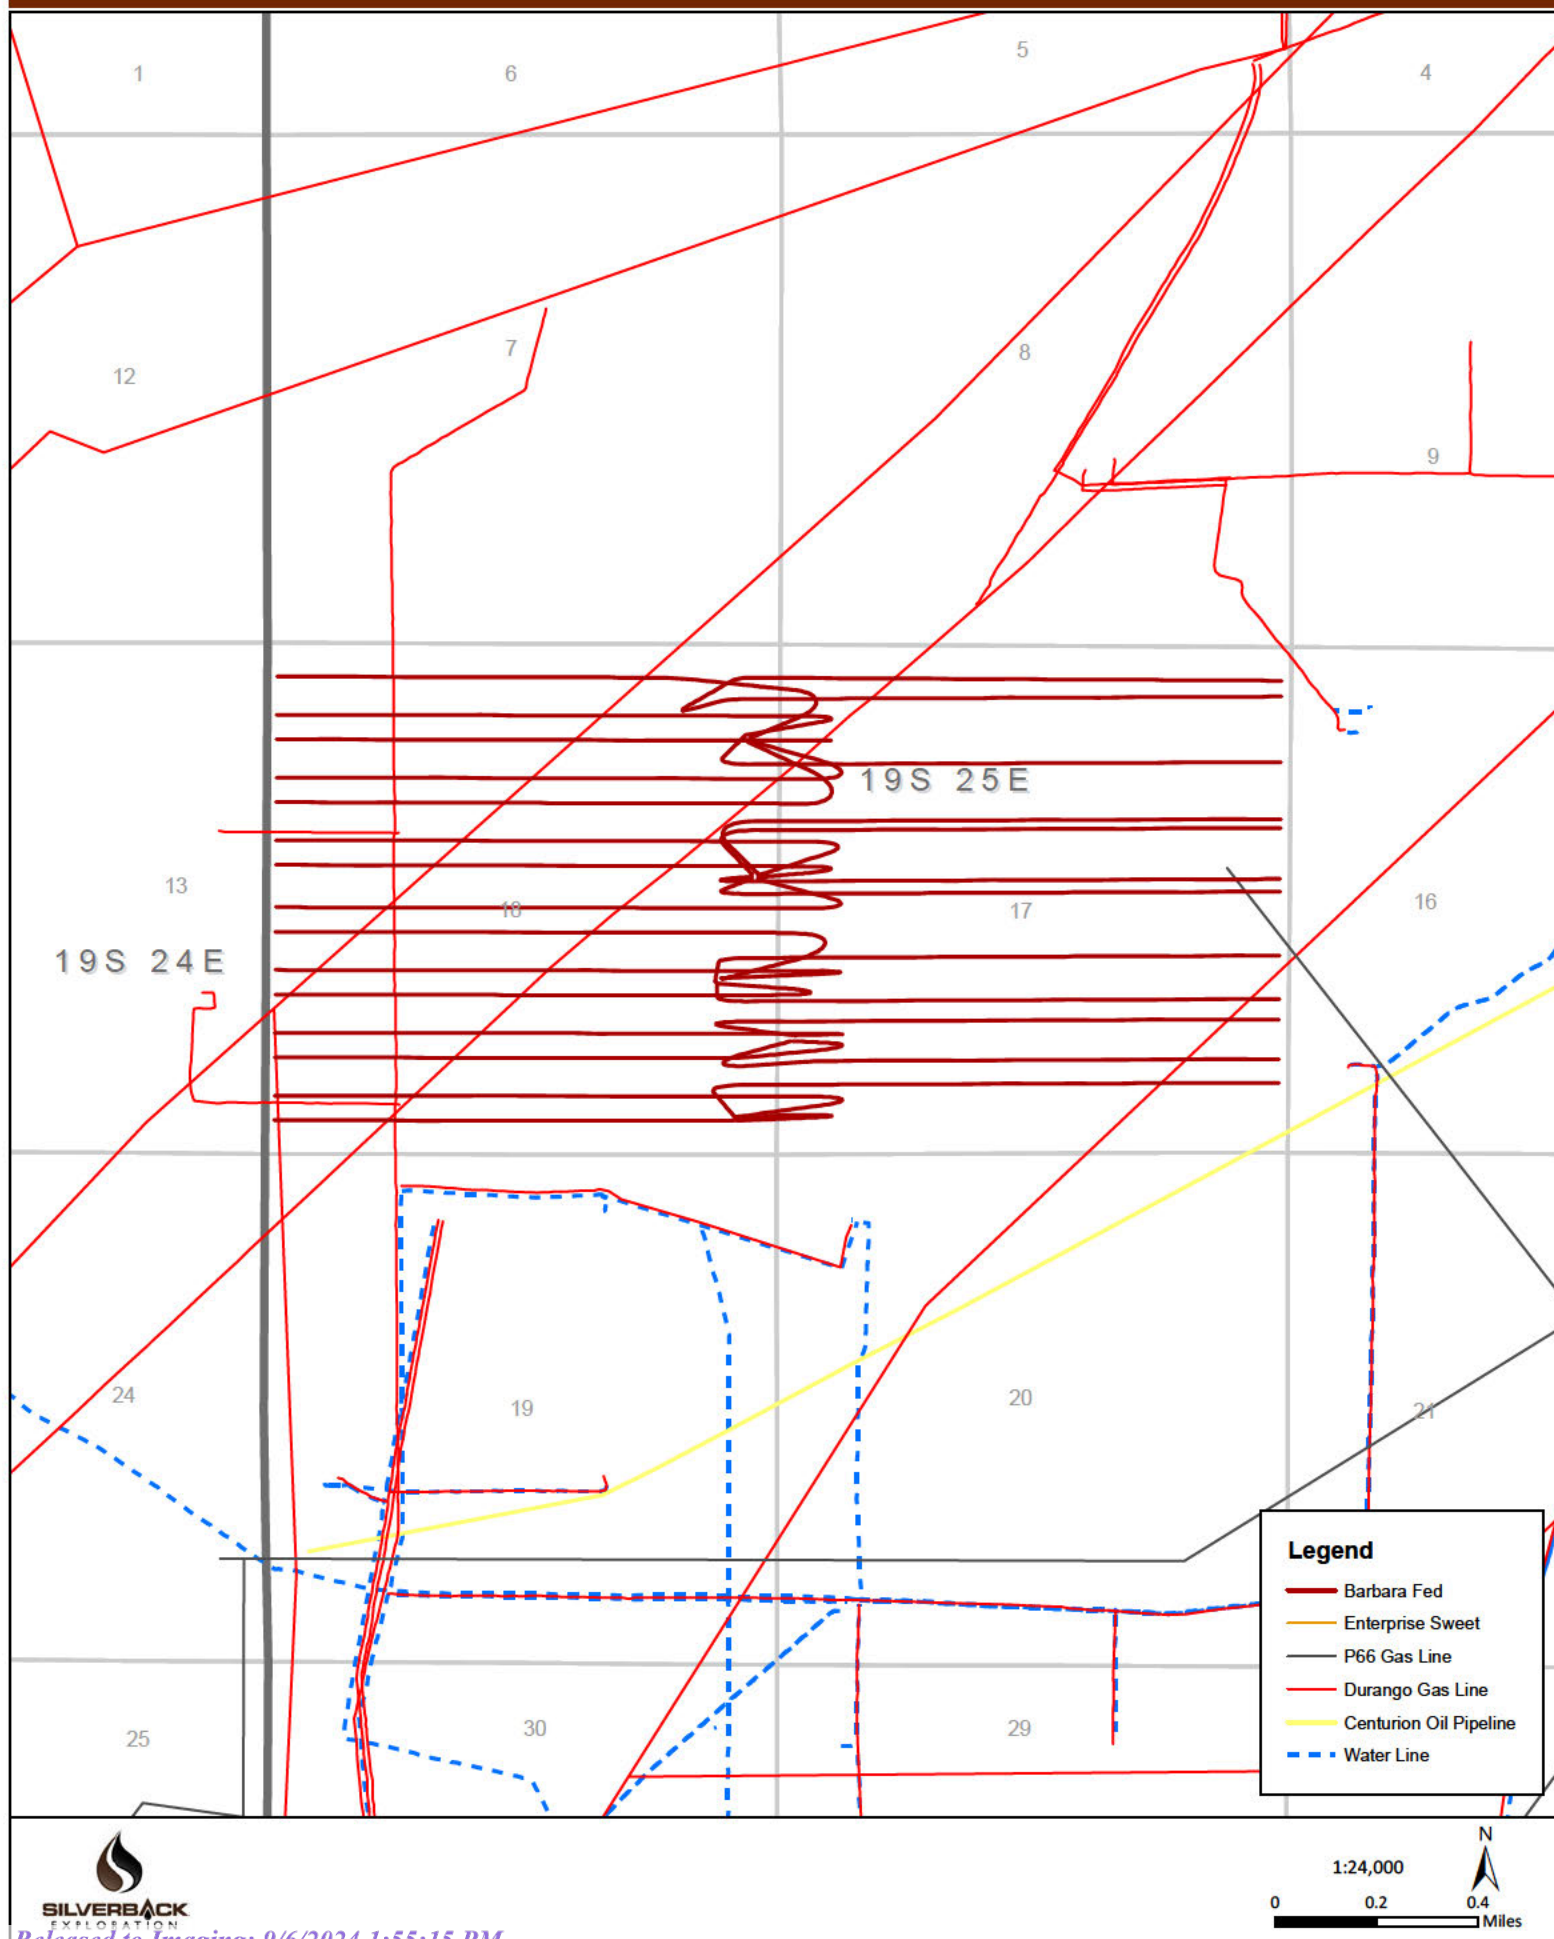 1
6
5
4
12
7
8
9
19S 25E
13
18
17
16
19S 24E
24
19
20
21
25
30
29
Legend
Barbara Fed
Enterprise Sweet
P66 Gas Line
Durango Gas Line
Centurion Oil Pipeline
Water Line
SILVERBACK
EXPLORATION
N
1:24,000
0 0.2 0.4
Miles
Released to Imaging: 9/6/2024 1:55:15 PM